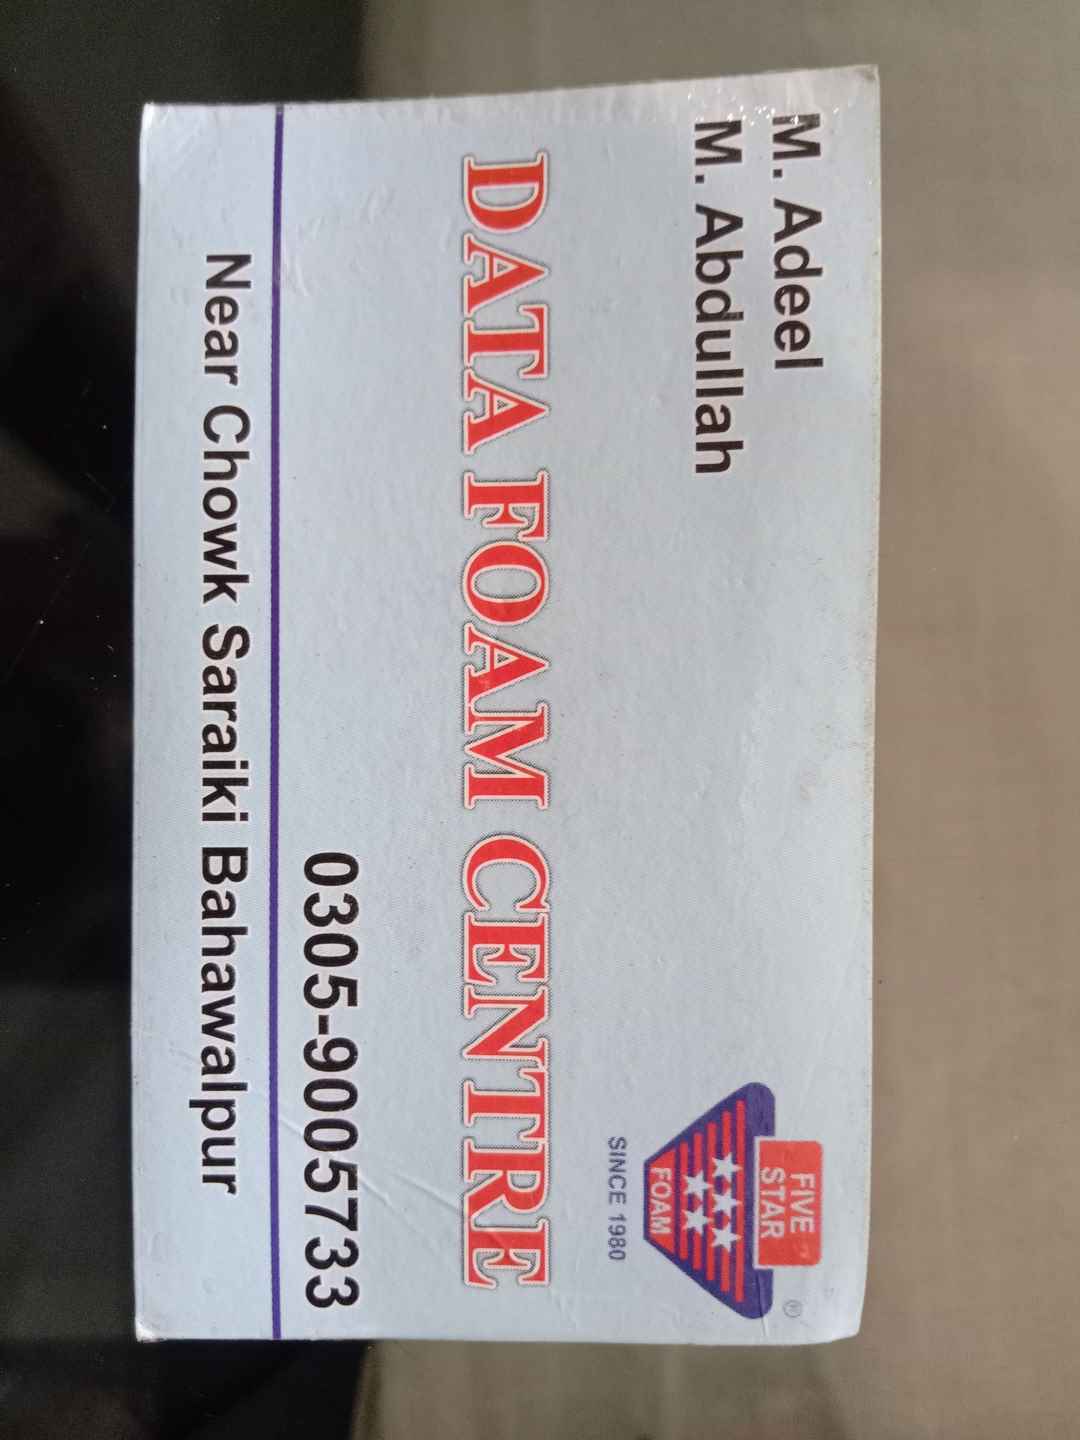 M. Adeel
M. Abdullah
FIVE
STAR
FOAM
®
SINCE 1980
DATA FOAM CENTRE
0305-9005733
Near Chowk Saraiki Bahawalpur